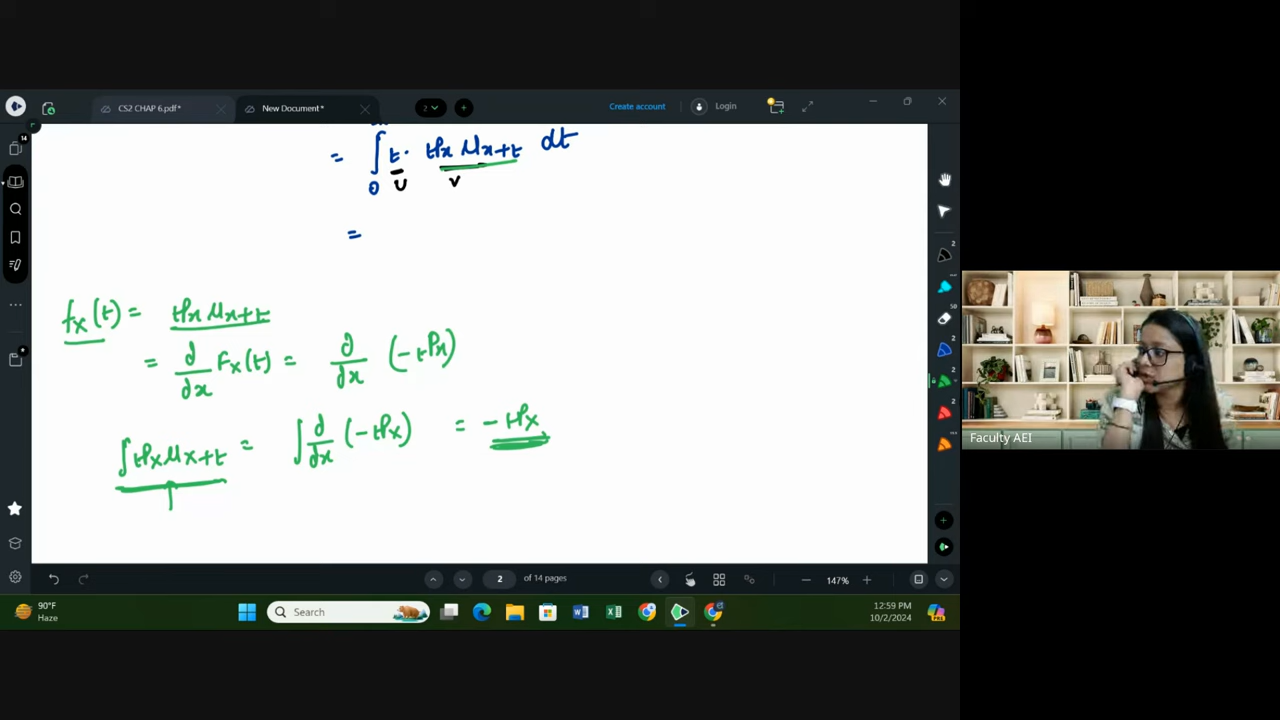 CS2 CHAP 6.pdf*
New Document*
2
Create account
Login
= ∫ t. tPx μx+t dt
0 U V
=
fx(t) = tPx μx+t
= d/dx Fx(t) = d/dx (-tPx)
∫tPx μx+t = ∫ d/dx (-tPx) = -tPx
Faculty AEI
2 of 14 pages
147%
90°F
Haze
Search
12:59 PM
10/2/2024